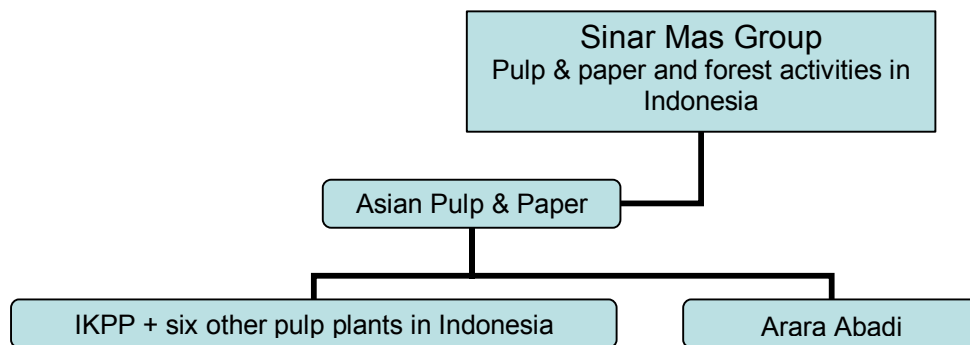 Sinar Mas Group
Pulp & paper and forest activities in
Indonesia
Asian Pulp & Paper
IKPP + six other pulp plants in Indonesia
Arara Abadi